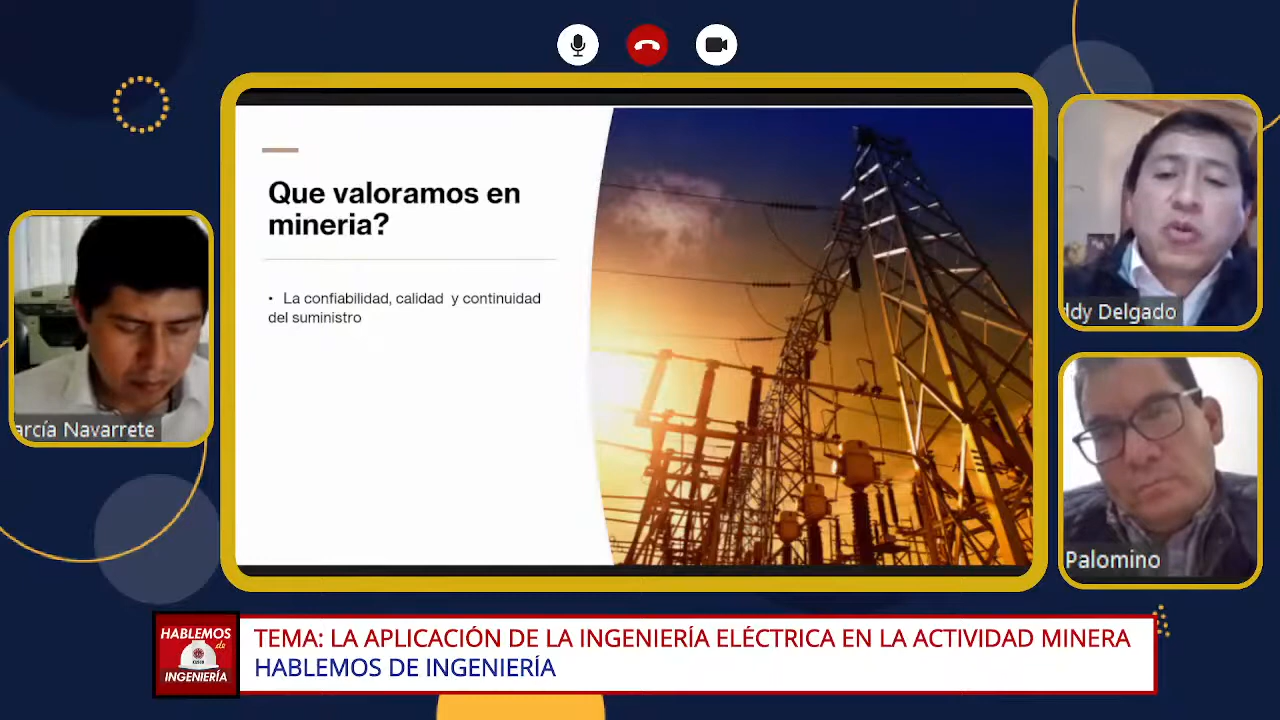 Que valoramos en
mineria?
• La confiabilidad, calidad y continuidad
del suministro
arcía Navarrete
ddy Delgado
Palomino
HABLEMOS
de
INGENIERÍA
TEMA: LA APLICACIÓN DE LA INGENIERÍA ELÉCTRICA EN LA ACTIVIDAD MINERA
HABLEMOS DE INGENIERÍA